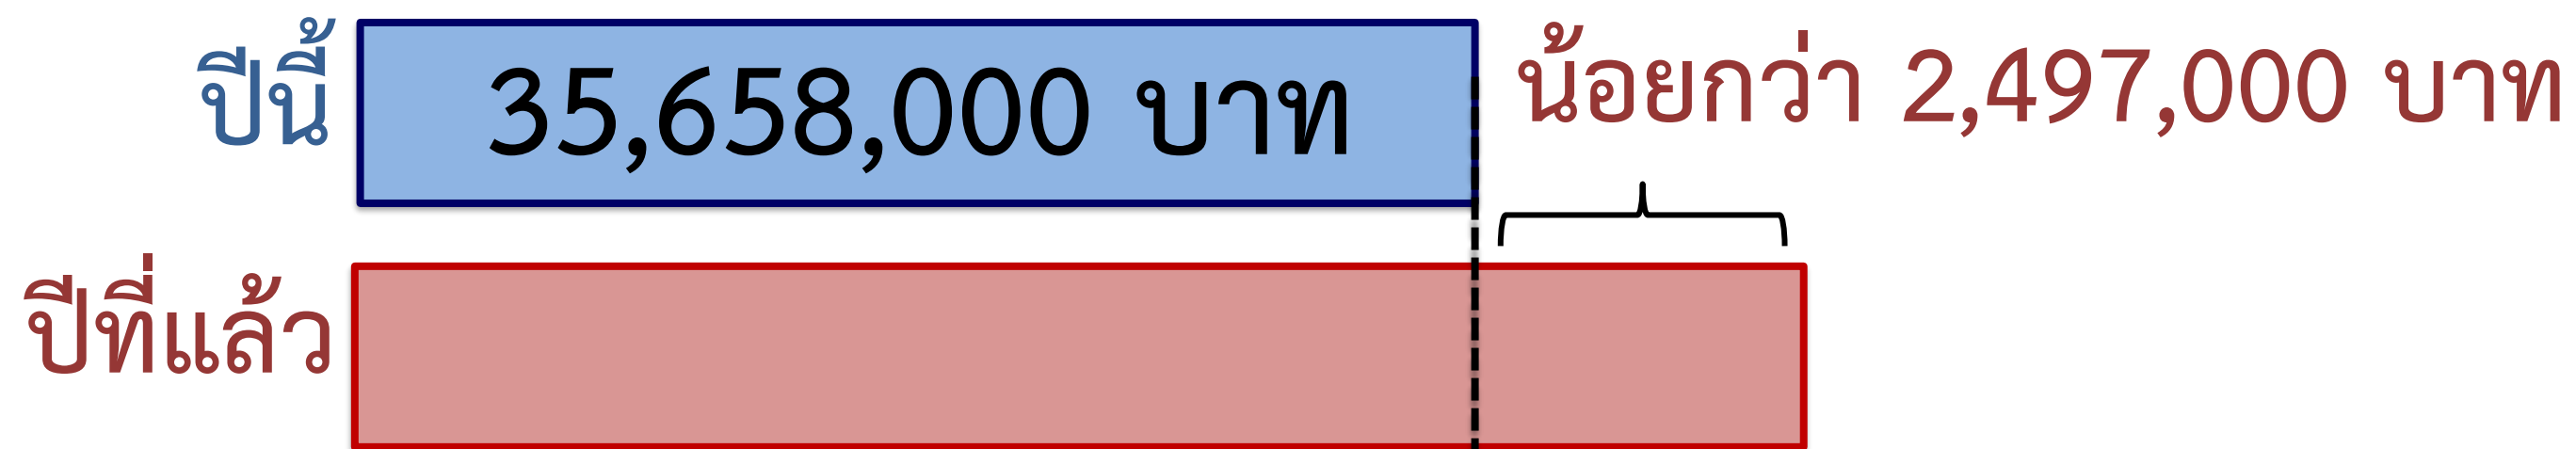 ปีนี้ 35,658,000 บาท น้อยกว่า 2,497,000 บาท
ปีที่แล้ว